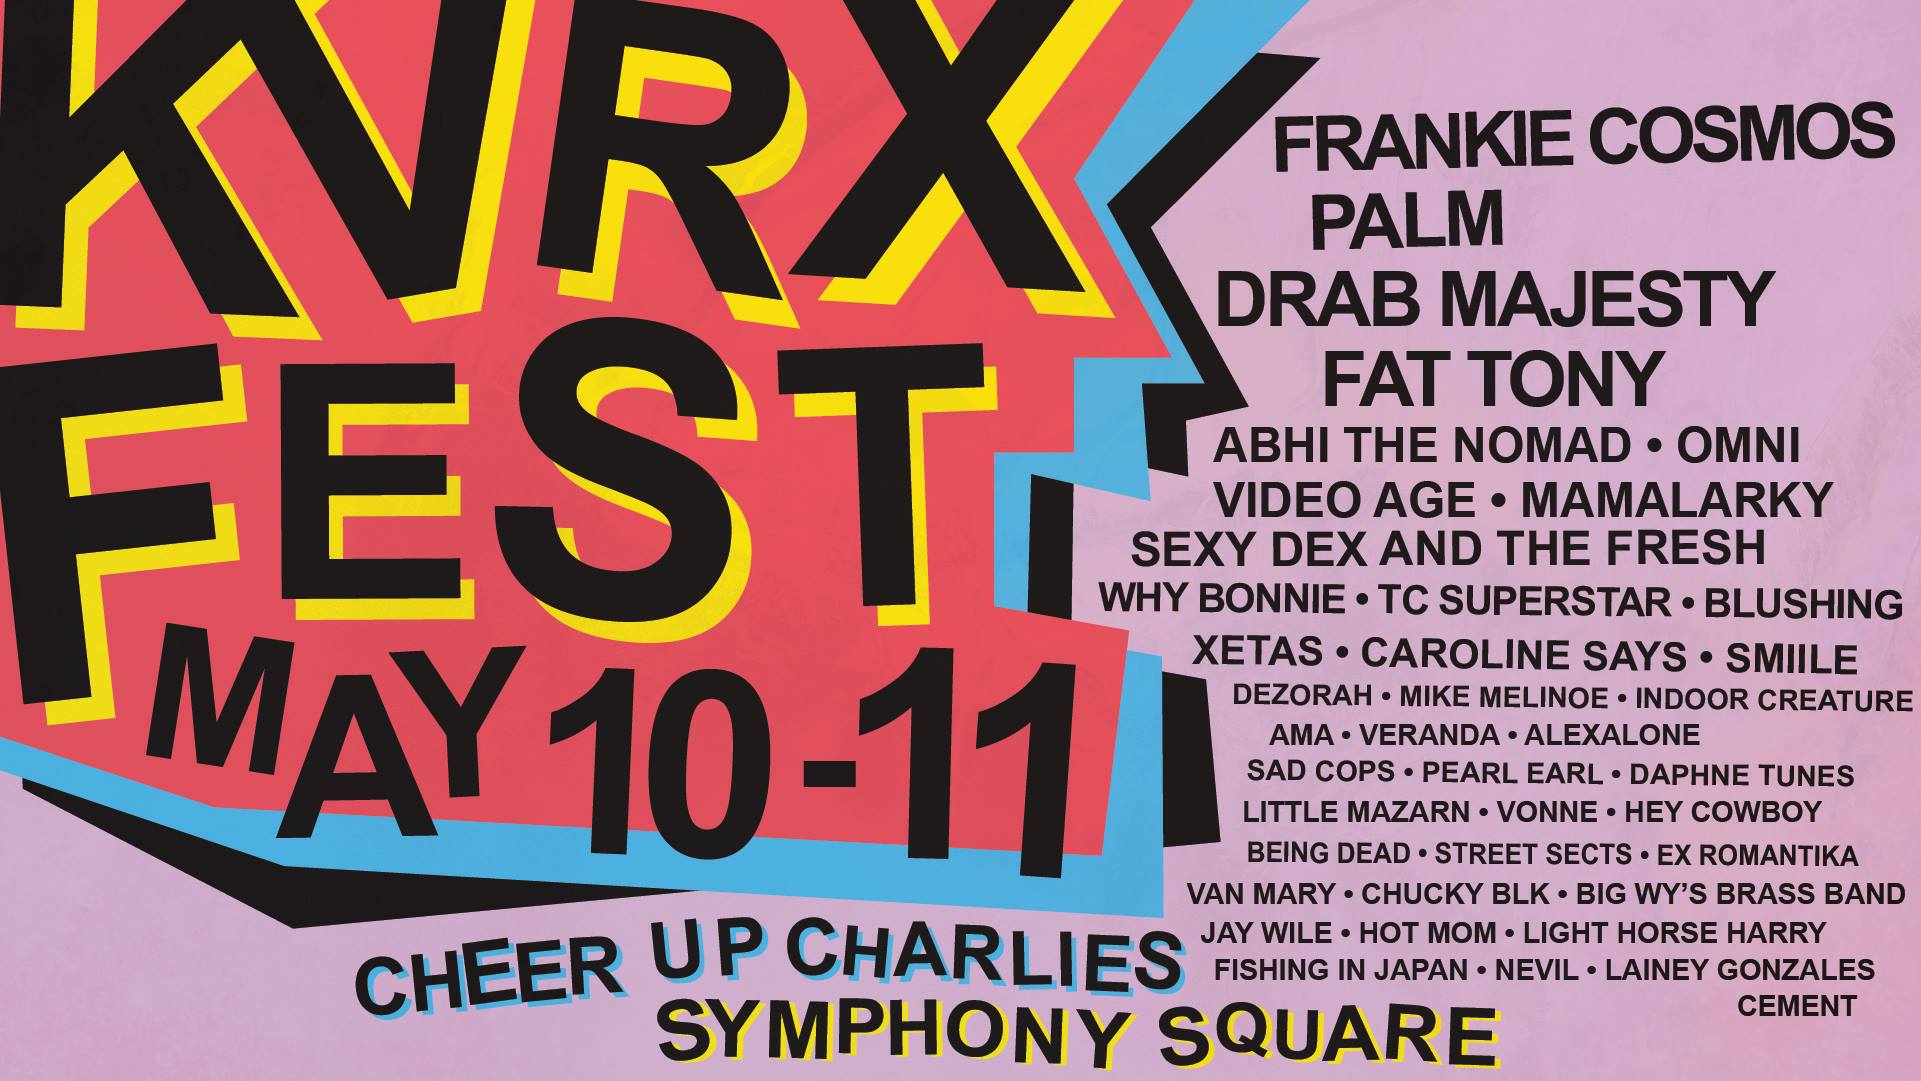 KVRX
FEST
MAY 10-11
CHEER UP CHARLIES
SYMPHONY SQUARE
FRANKIE COSMOS
PALM
DRAB MAJESTY
FAT TONY
ABHI THE NOMAD • OMNI
VIDEO AGE • MAMALARKY
SEXY DEX AND THE FRESH
WHY BONNIE • TC SUPERSTAR • BLUSHING
XETAS • CAROLINE SAYS • SMIILE
DEZORAH • MIKE MELINOE • INDOOR CREATURE
AMA • VERANDA • ALEXALONE
SAD COPS • PEARL EARL • DAPHNE TUNES
LITTLE MAZARN • VONNE • HEY COWBOY
BEING DEAD • STREET SECTS • EX ROMANTIKA
VAN MARY • CHUCKY BLK • BIG WY'S BRASS BAND
JAY WILE • HOT MOM • LIGHT HORSE HARRY
FISHING IN JAPAN • NEVIL • LAINEY GONZALES
CEMENT